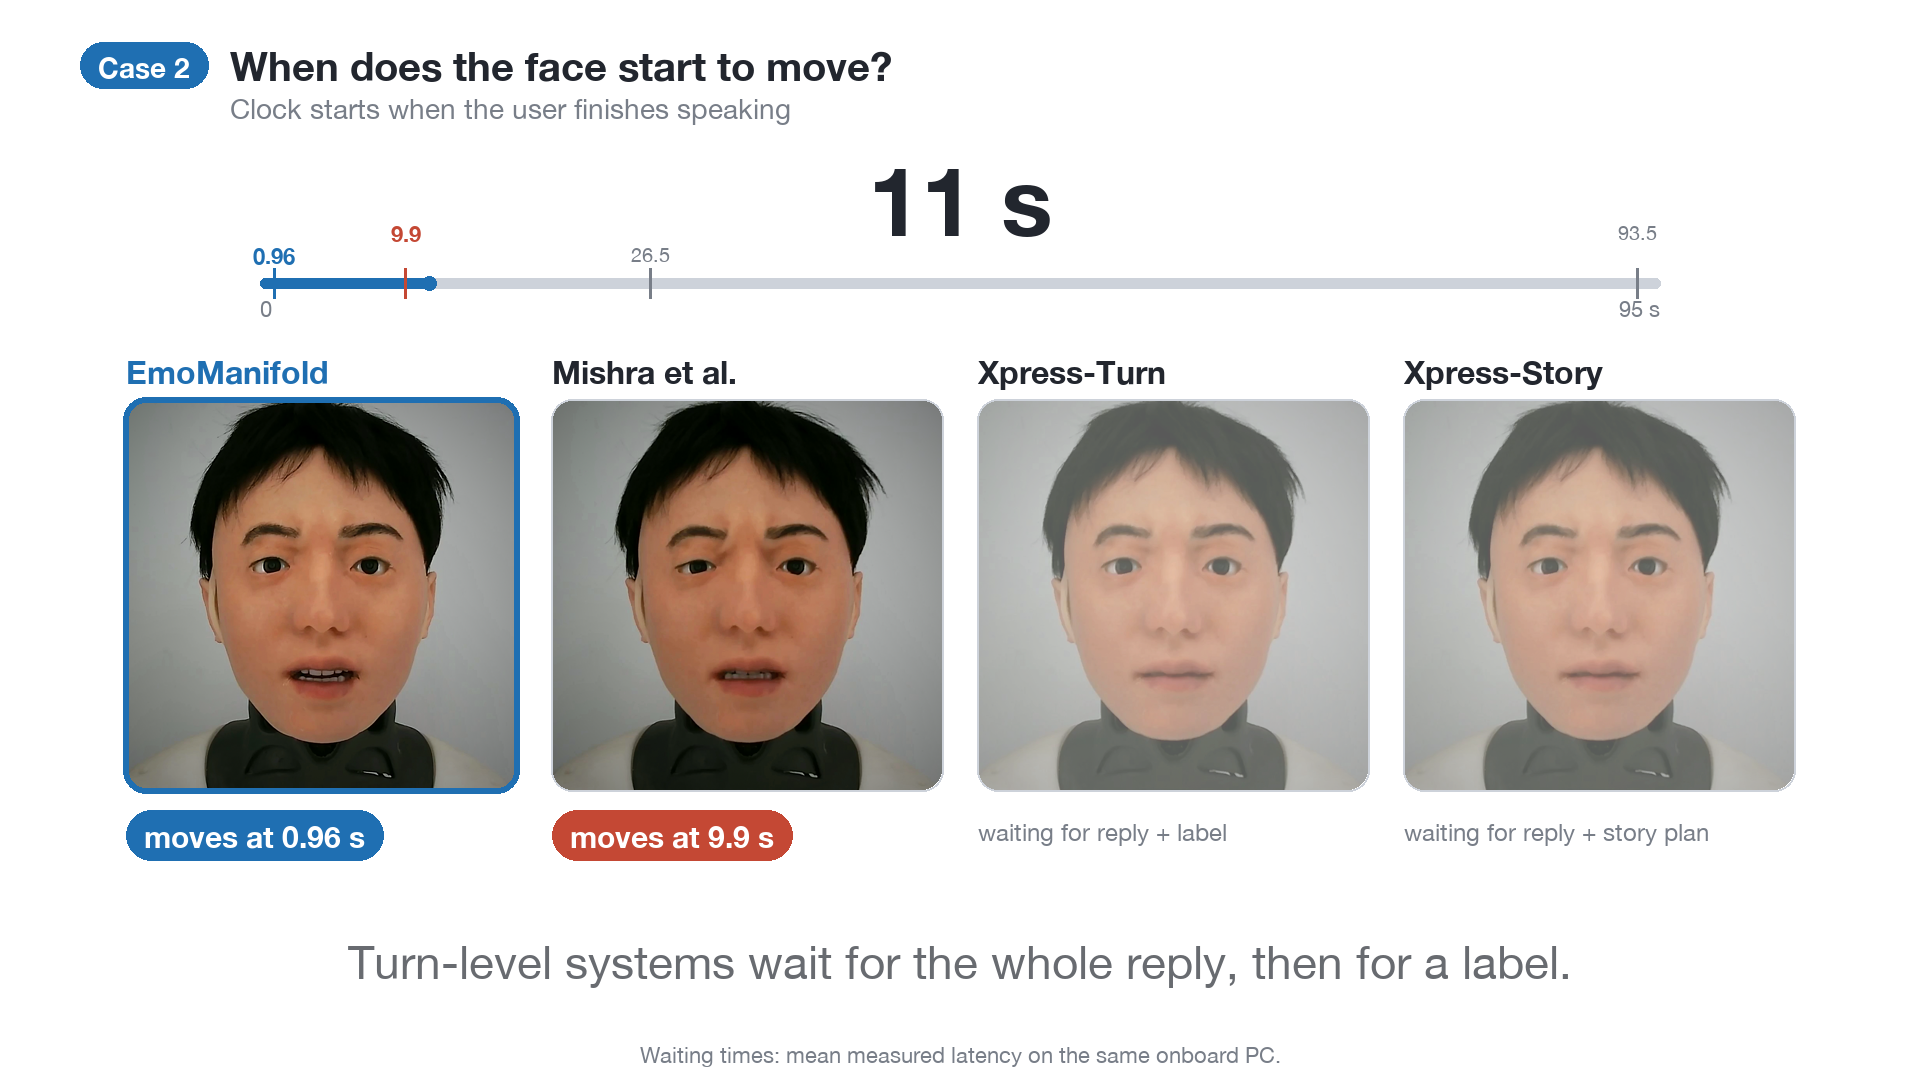 Case 2
When does the face start to move?
Clock starts when the user finishes speaking
11 s
0.96
9.9
26.5
93.5
0
95 s
EmoManifold
Mishra et al.
Xpress-Turn
Xpress-Story
moves at 0.96 s
moves at 9.9 s
waiting for reply + label
waiting for reply + story plan
Turn-level systems wait for the whole reply, then for a label.
Waiting times: mean measured latency on the same onboard PC.